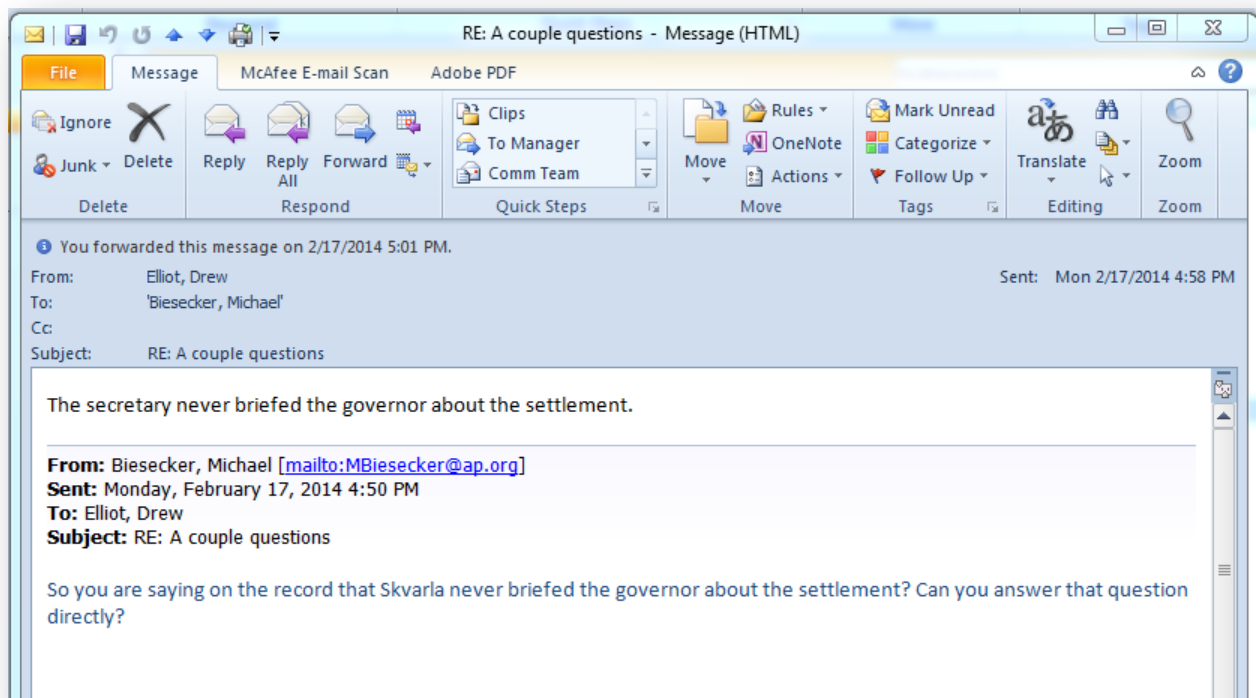 RE: A couple questions - Message (HTML)
File Message McAfee E-mail Scan Adobe PDF
Ignore
Junk
Delete
Reply
Reply All
Forward
Clips
To Manager
Comm Team
Move
Rules
OneNote
Actions
Mark Unread
Categorize
Follow Up
Translate
Zoom
Delete Respond Quick Steps Move Tags Editing Zoom
You forwarded this message on 2/17/2014 5:01 PM.
From: Elliot, Drew Sent: Mon 2/17/2014 4:58 PM
To: 'Biesecker, Michael'
Cc:
Subject: RE: A couple questions
The secretary never briefed the governor about the settlement.
From: Biesecker, Michael [mailto:MBiesecker@ap.org]
Sent: Monday, February 17, 2014 4:50 PM
To: Elliot, Drew
Subject: RE: A couple questions
So you are saying on the record that Skvarla never briefed the governor about the settlement? Can you answer that question
directly?